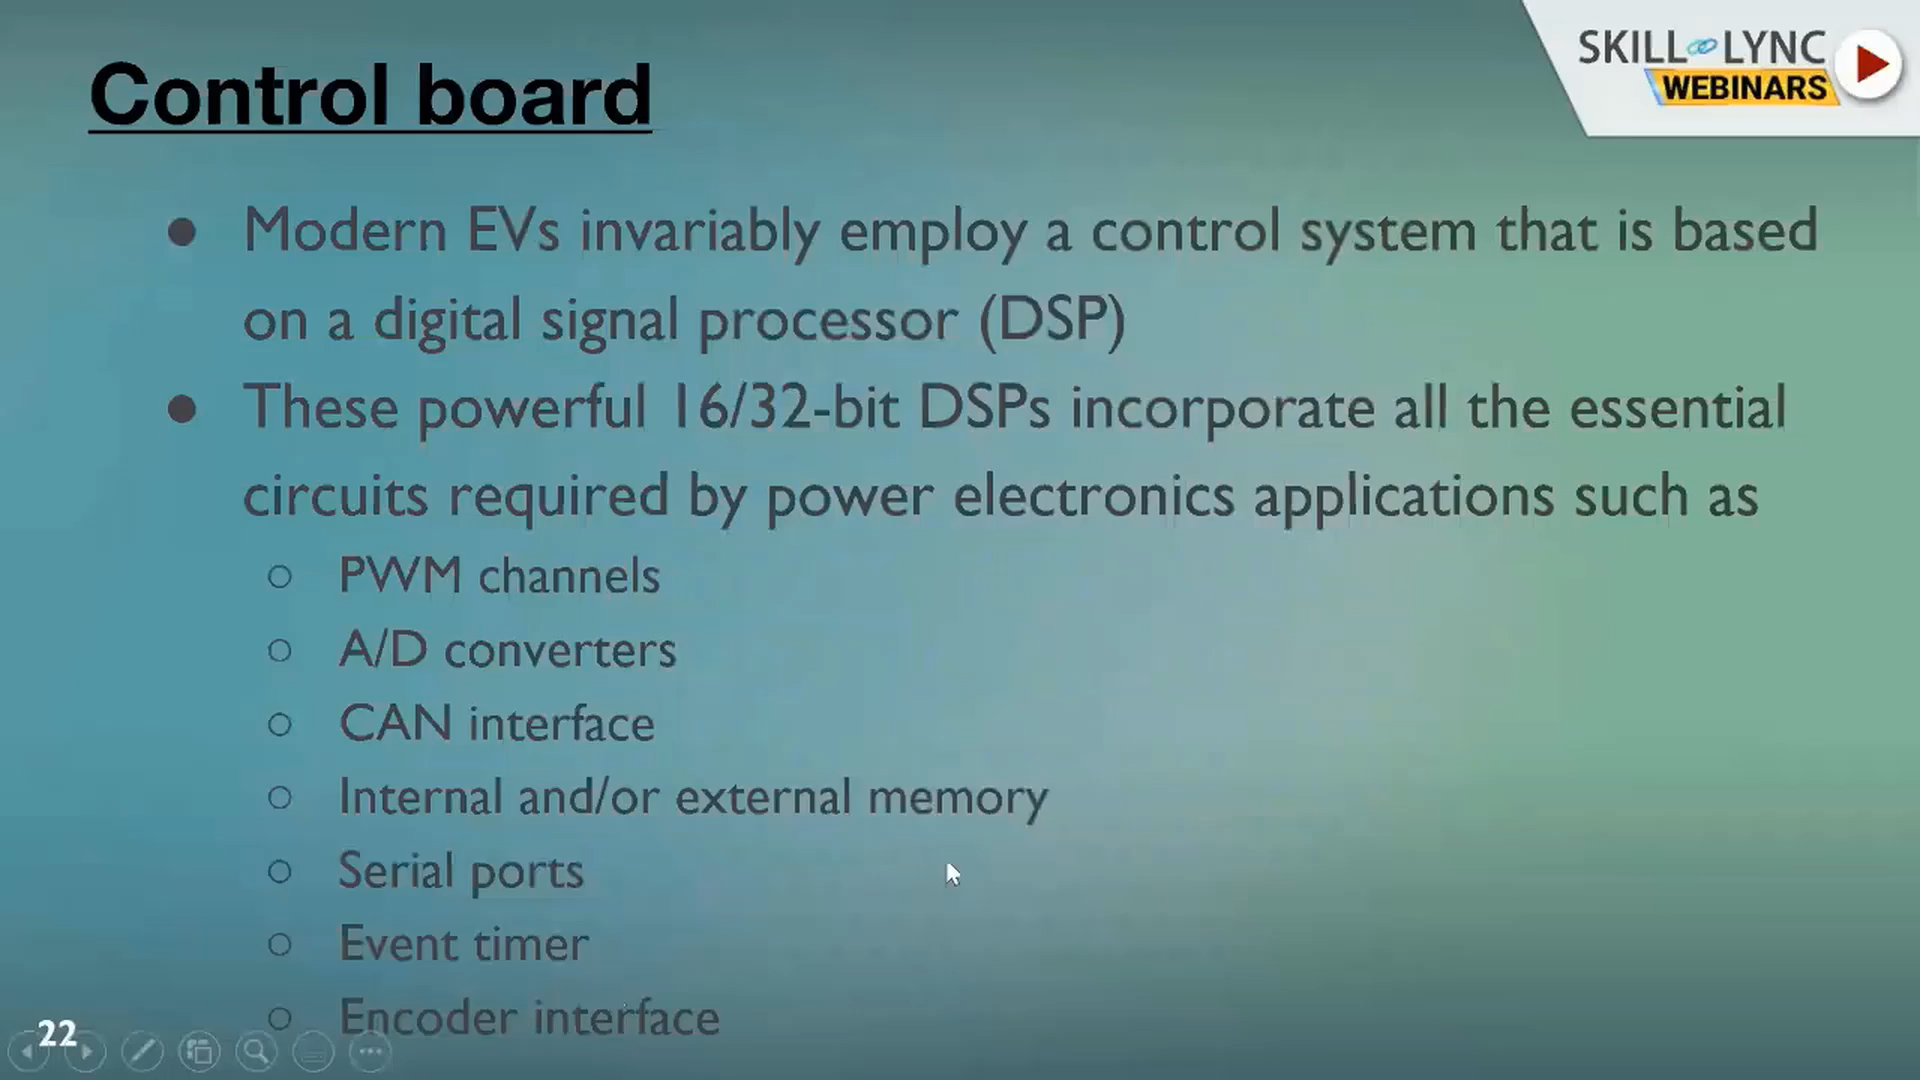 SKILL LYNC
WEBINARS
Control board
● Modern EVs invariably employ a control system that is based
on a digital signal processor (DSP)
● These powerful 16/32-bit DSPs incorporate all the essential
circuits required by power electronics applications such as
○ PWM channels
○ A/D converters
○ CAN interface
○ Internal and/or external memory
○ Serial ports
○ Event timer
○ Encoder interface
22